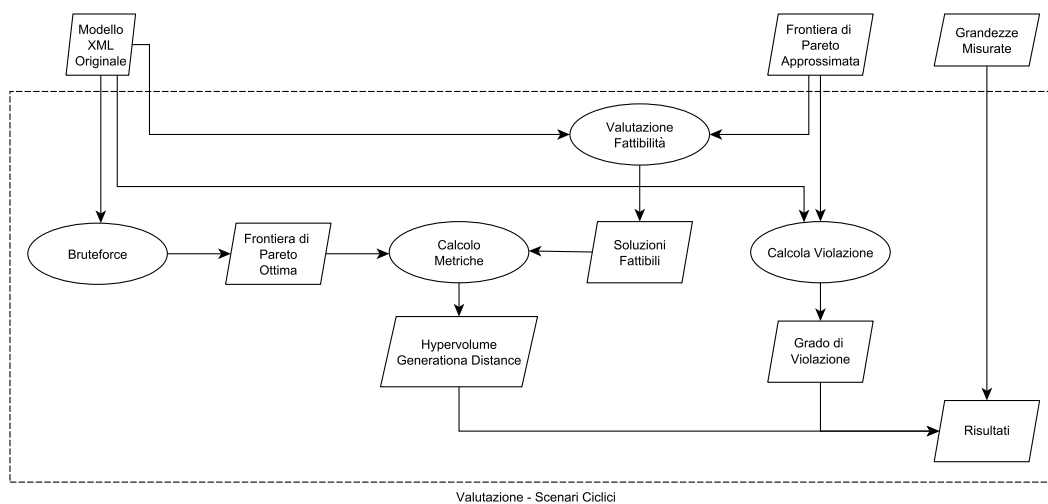 Modello
XML
Originale
Frontiera di
Pareto
Approssimata
Grandezze
Misurate
Valutazione
Fattibilità
Bruteforce
Frontiera di
Pareto
Ottima
Calcolo
Metriche
Soluzioni
Fattibili
Calcola Violazione
Hypervolume
Generationa Distance
Grado di
Violazione
Risultati
Valutazione - Scenari Ciclici